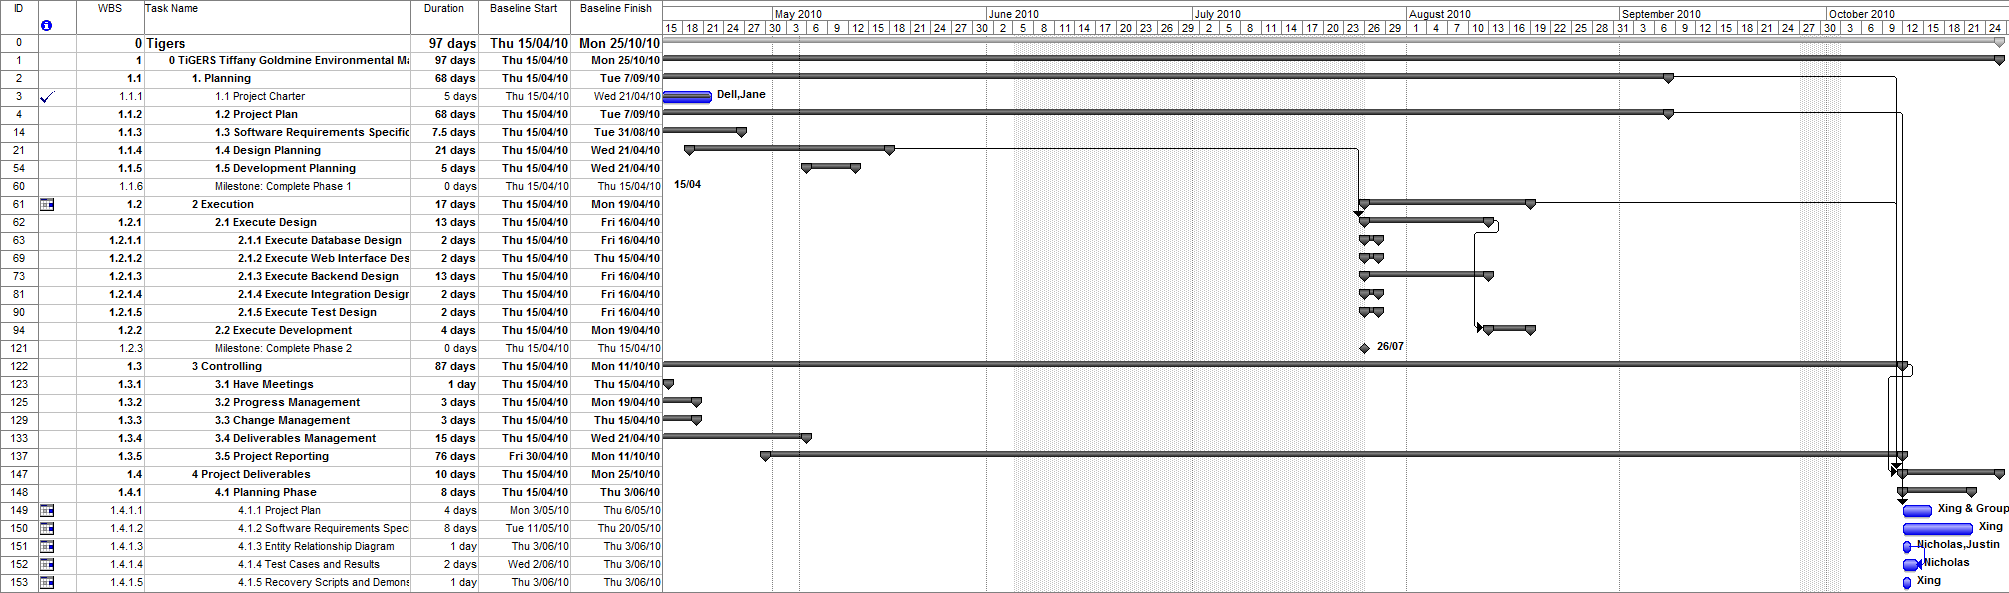 ID WBS Task Name Duration Baseline Start Baseline Finish May 2010 June 2010 July 2010 August 2010 September 2010 October 2010
15 18 21 24 27 30 3 6 9 12 15 18 21 24 27 30 2 5 8 11 14 17 20 23 26 29 2 5 8 11 14 17 20 23 26 29 1 4 7 10 13 16 19 22 25 28 31 3 6 9 12 15 18 21 24 27 30 3 6 9 12 15 18 21 24
0 0 Tigers 97 days Thu 15/04/10 Mon 25/10/10
1 1 0 TiGERS Tiffany Goldmine Environmental 97 days Thu 15/04/10 Mon 25/10/10
2 1.1 1. Planning 68 days Thu 15/04/10 Tue 7/09/10
3 1.1.1 1.1 Project Charter 5 days Thu 15/04/10 Wed 21/04/10 Dell,Jane
4 1.1.2 1.2 Project Plan 68 days Thu 15/04/10 Tue 7/09/10
14 1.1.3 1.3 Software Requirements Specific 7.5 days Thu 15/04/10 Tue 31/08/10
21 1.1.4 1.4 Design Planning 21 days Thu 15/04/10 Wed 21/04/10
54 1.1.5 1.5 Development Planning 5 days Thu 15/04/10 Wed 21/04/10
60 1.1.6 Milestone: Complete Phase 1 0 days Thu 15/04/10 Thu 15/04/10 15/04
61 1.2 2 Execution 17 days Thu 15/04/10 Mon 19/04/10
62 1.2.1 2.1 Execute Design 13 days Thu 15/04/10 Fri 16/04/10
63 1.2.1.1 2.1.1 Execute Database Design 2 days Thu 15/04/10 Fri 16/04/10
69 1.2.1.2 2.1.2 Execute Web Interface Des 2 days Thu 15/04/10 Thu 15/04/10
73 1.2.1.3 2.1.3 Execute Backend Design 13 days Thu 15/04/10 Fri 16/04/10
81 1.2.1.4 2.1.4 Execute Integration Design 2 days Thu 15/04/10 Fri 16/04/10
90 1.2.1.5 2.1.5 Execute Test Design 2 days Thu 15/04/10 Fri 16/04/10
94 1.2.2 2.2 Execute Development 4 days Thu 15/04/10 Mon 19/04/10
121 1.2.3 Milestone: Complete Phase 2 0 days Thu 15/04/10 Thu 15/04/10 26/07
122 1.3 3 Controlling 87 days Thu 15/04/10 Mon 11/10/10
123 1.3.1 3.1 Have Meetings 1 day Thu 15/04/10 Thu 15/04/10
125 1.3.2 3.2 Progress Management 3 days Thu 15/04/10 Mon 19/04/10
129 1.3.3 3.3 Change Management 3 days Thu 15/04/10 Thu 15/04/10
133 1.3.4 3.4 Deliverables Management 15 days Thu 15/04/10 Wed 21/04/10
137 1.3.5 3.5 Project Reporting 76 days Fri 30/04/10 Mon 11/10/10
147 1.4 4 Project Deliverables 10 days Thu 15/04/10 Mon 25/10/10
148 1.4.1 4.1 Planning Phase 8 days Thu 15/04/10 Thu 3/06/10
149 1.4.1.1 4.1.1 Project Plan 4 days Mon 3/05/10 Thu 6/05/10 Xing & Group
150 1.4.1.2 4.1.2 Software Requirements Spec 8 days Tue 11/05/10 Thu 20/05/10 Xing
151 1.4.1.3 4.1.3 Entity Relationship Diagram 1 day Thu 3/06/10 Thu 3/06/10 Nicholas,Justin
152 1.4.1.4 4.1.4 Test Cases and Results 2 days Wed 2/06/10 Thu 3/06/10 Nicholas
153 1.4.1.5 4.1.5 Recovery Scripts and Demons 1 day Thu 3/06/10 Thu 3/06/10 Xing